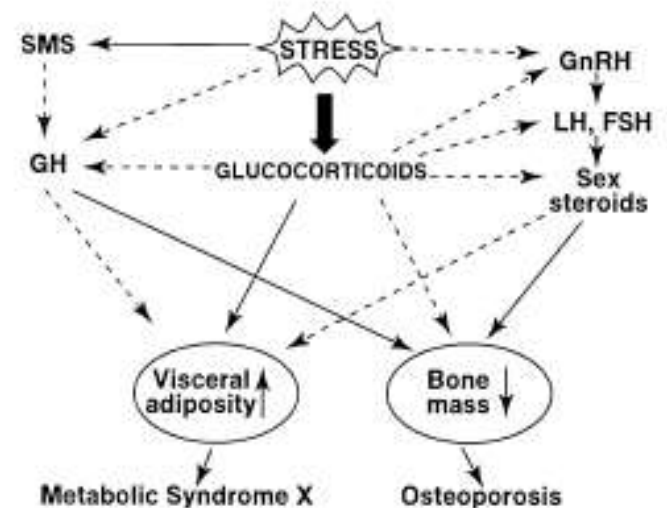 SMS
STRESS
GnRH
LH, FSH
GH
GLUCOCORTICOIDS
Sex
steroids
Visceral
adiposity
Bone
mass
Metabolic Syndrome X
Osteoporosis